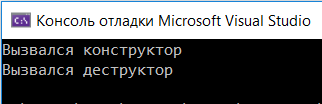 Консоль отладки Microsoft Visual Studio
Вызвался конструктор
Вызвался деструктор